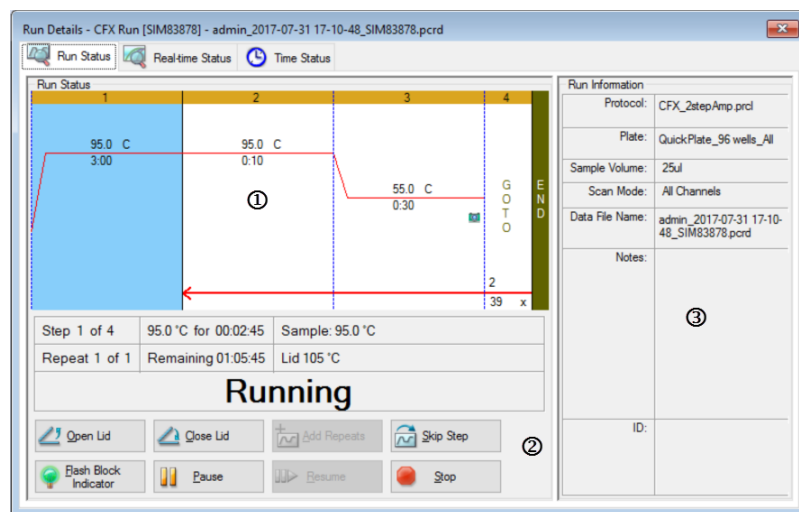 Run Details - CFX Run [SIM83878] - admin_2017-07-31 17-10-48_SIM83878.pcrd
Run Status
Real-time Status
Time Status
Run Status
1
2
3
4
95.0 C
3:00
95.0 C
0:10
55.0 C
0:30
①
GOTO
END
2
39 x
Step 1 of 4
95.0 °C for 00:02:45
Sample: 95.0 °C
Repeat 1 of 1
Remaining 01:05:45
Lid 105 °C
Running
Open Lid
Close Lid
Add Repeats
Skip Step
②
Flash Block
Indicator
Pause
Resume
Stop
Run Information
Protocol:
CFX_2stepAmp.prcl
Plate:
QuickPlate_96 wells_All
Sample Volume:
25ul
Scan Mode:
All Channels
Data File Name:
admin_2017-07-31 17-10-
48_SIM83878.pcrd
Notes:
③
ID: